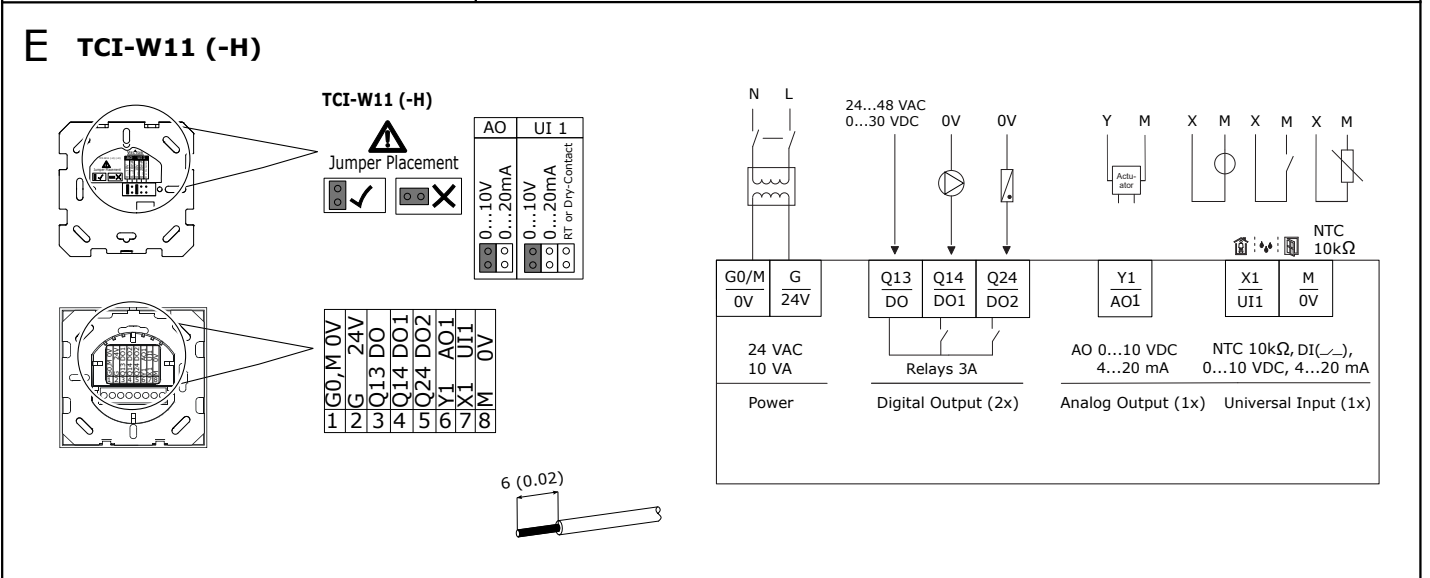 E TCI-W11 (-H)
TCI-W11 (-H)
Jumper Placement
AO UI 1
0...10V
0...20mA
0...10V
0...20mA
RT or Dry-Contact
G0,M 0V
G 24V
Q13 DO
Q14 DO1
Q24 DO2
Y1 AO1
X1 UI1
M 0V
1 2 3 4 5 6 7 8
6 (0.02)
N L
24...48 VAC
0...30 VDC 0V 0V
Y M X M X M X M
Actu-
ator
NTC
10kΩ
G0/M G Q13 Q14 Q24 Y1 X1 M
0V 24V DO DO1 DO2 AO1 UI1 0V
24 VAC
10 VA
Power
Relays 3A
Digital Output (2x)
AO 0...10 VDC
4...20 mA
Analog Output (1x)
NTC 10kΩ, DI( ),
0...10 VDC, 4...20 mA
Universal Input (1x)